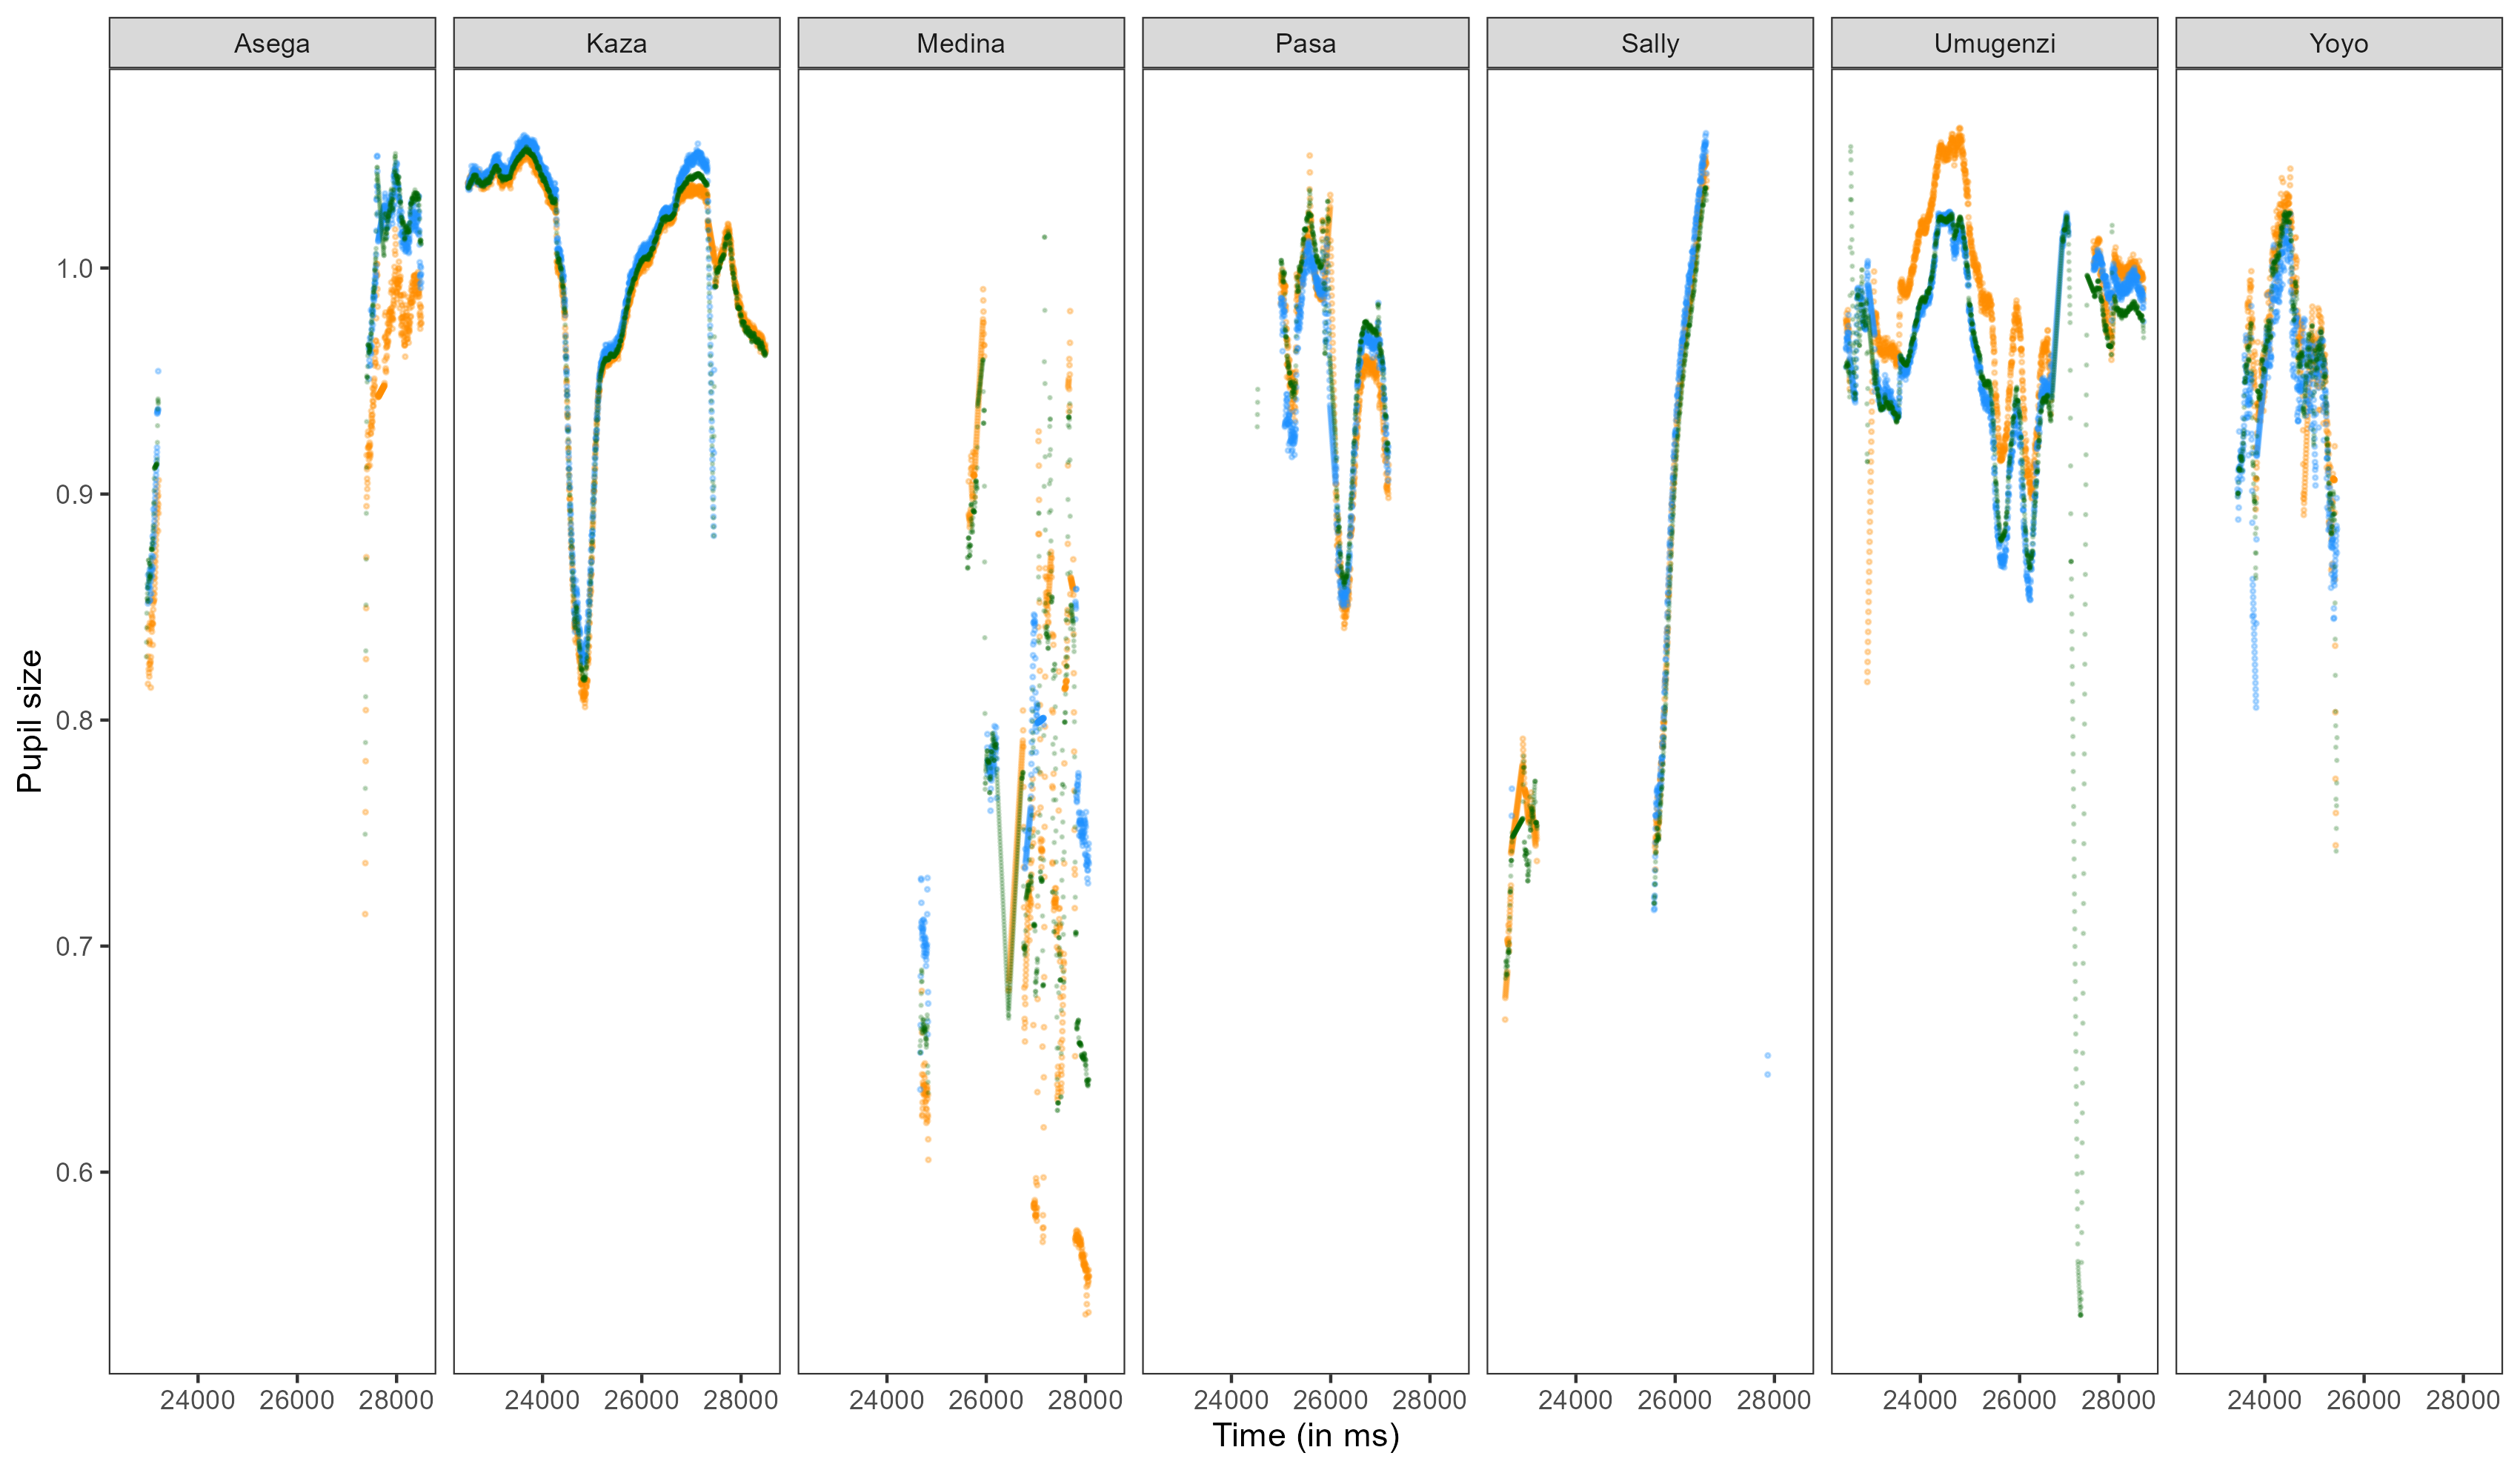 Asega Kaza Medina Pasa Sally Umugenzi Yoyo
Pupil size
1.0
0.9
0.8
0.7
0.6
24000 26000 28000 24000 26000 28000 24000 26000 28000 24000 26000 28000 24000 26000 28000 24000 26000 28000 24000 26000 28000
Time (in ms)